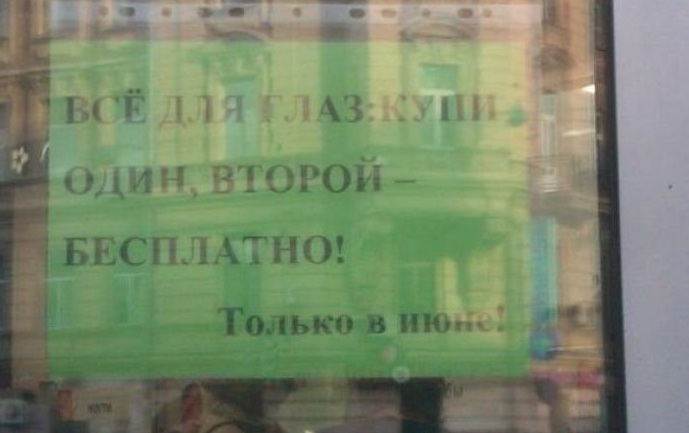 ВСЁ ДЛЯ ГЛАЗ:КУПИ
ОДИН, ВТОРОЙ –
БЕСПЛАТНО!
Только в июне!